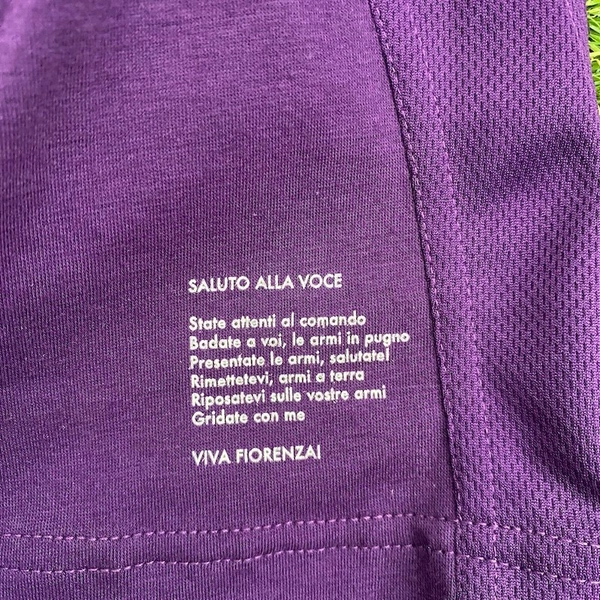 SALUTO ALLA VOCE
State attenti al comando
Badate a voi, le armi in pugno
Presentate le armi, salutate!
Rimettetevi, armi a terra
Riposatevi sulle vostre armi
Gridate con me
VIVA FIORENZA!